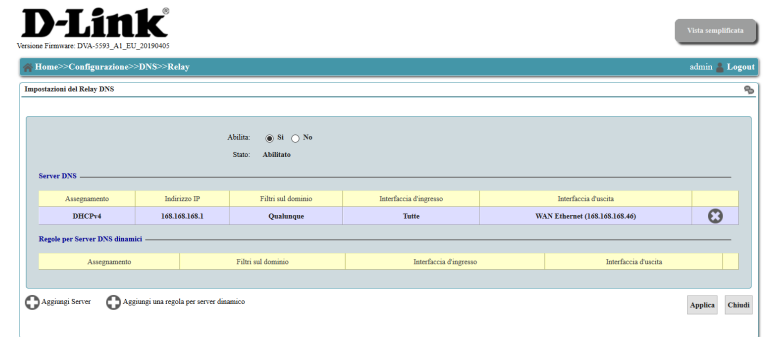 D-Link®
Vista semplificata
Versione Firmware: DVA-5593_A1_EU_20190405
Home>>Configurazione>>DNS>>Relay admin Logout
Impostazioni del Relay DNS
Abilita: Sì No
Stato: Abilitato
Server DNS
Assegnamento Indirizzo IP Filtri sul dominio Interfaccia d'ingresso Interfaccia d'uscita
DHCPv4 168.168.168.1 Qualunque Tutte WAN Ethernet (168.168.168.46)
Regole per Server DNS dinamici
Assegnamento Filtri sul dominio Interfaccia d'ingresso Interfaccia d'uscita
Aggiungi Server Aggiungi una regola per server dinamico Applica Chiudi